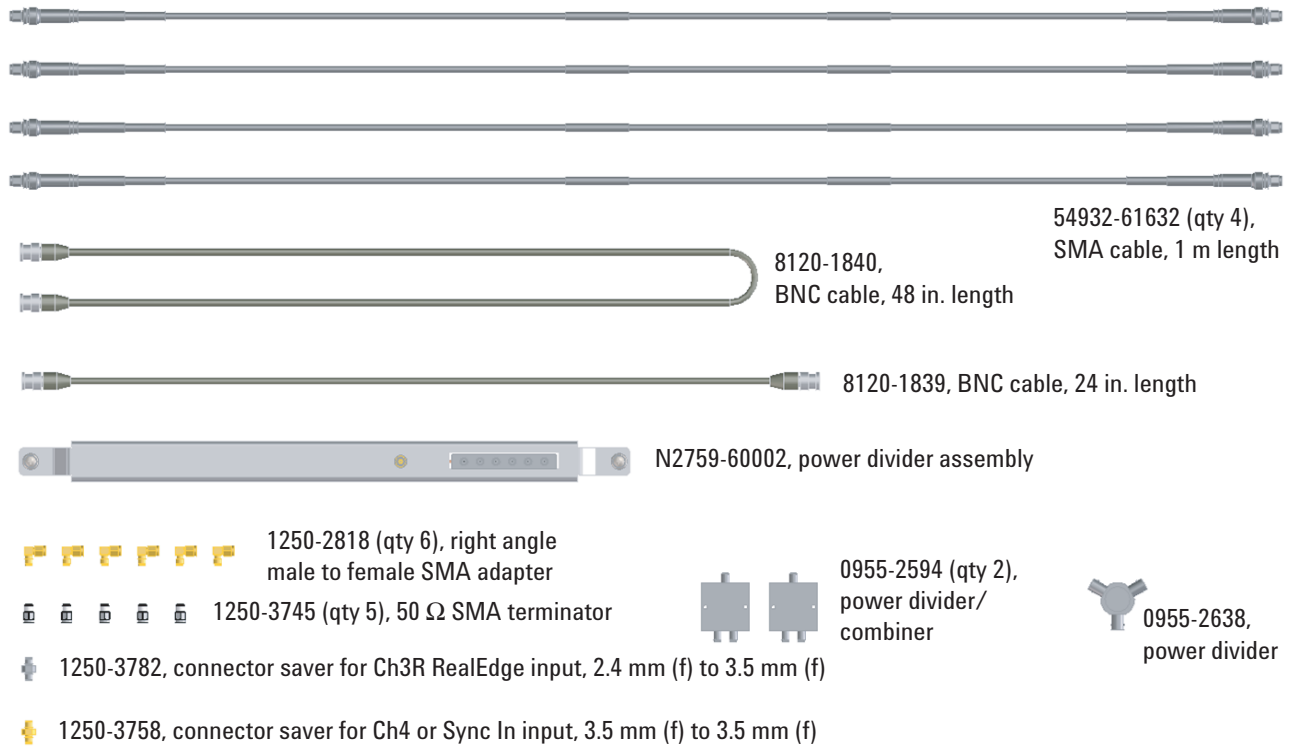 54932-61632 (qty 4),
SMA cable, 1 m length
8120-1840,
BNC cable, 48 in. length
8120-1839, BNC cable, 24 in. length
N2759-60002, power divider assembly
1250-2818 (qty 6), right angle
male to female SMA adapter
0955-2594 (qty 2),
power divider/
combiner
0955-2638,
power divider
1250-3745 (qty 5), 50 Ω SMA terminator
1250-3782, connector saver for Ch3R RealEdge input, 2.4 mm (f) to 3.5 mm (f)
1250-3758, connector saver for Ch4 or Sync In input, 3.5 mm (f) to 3.5 mm (f)